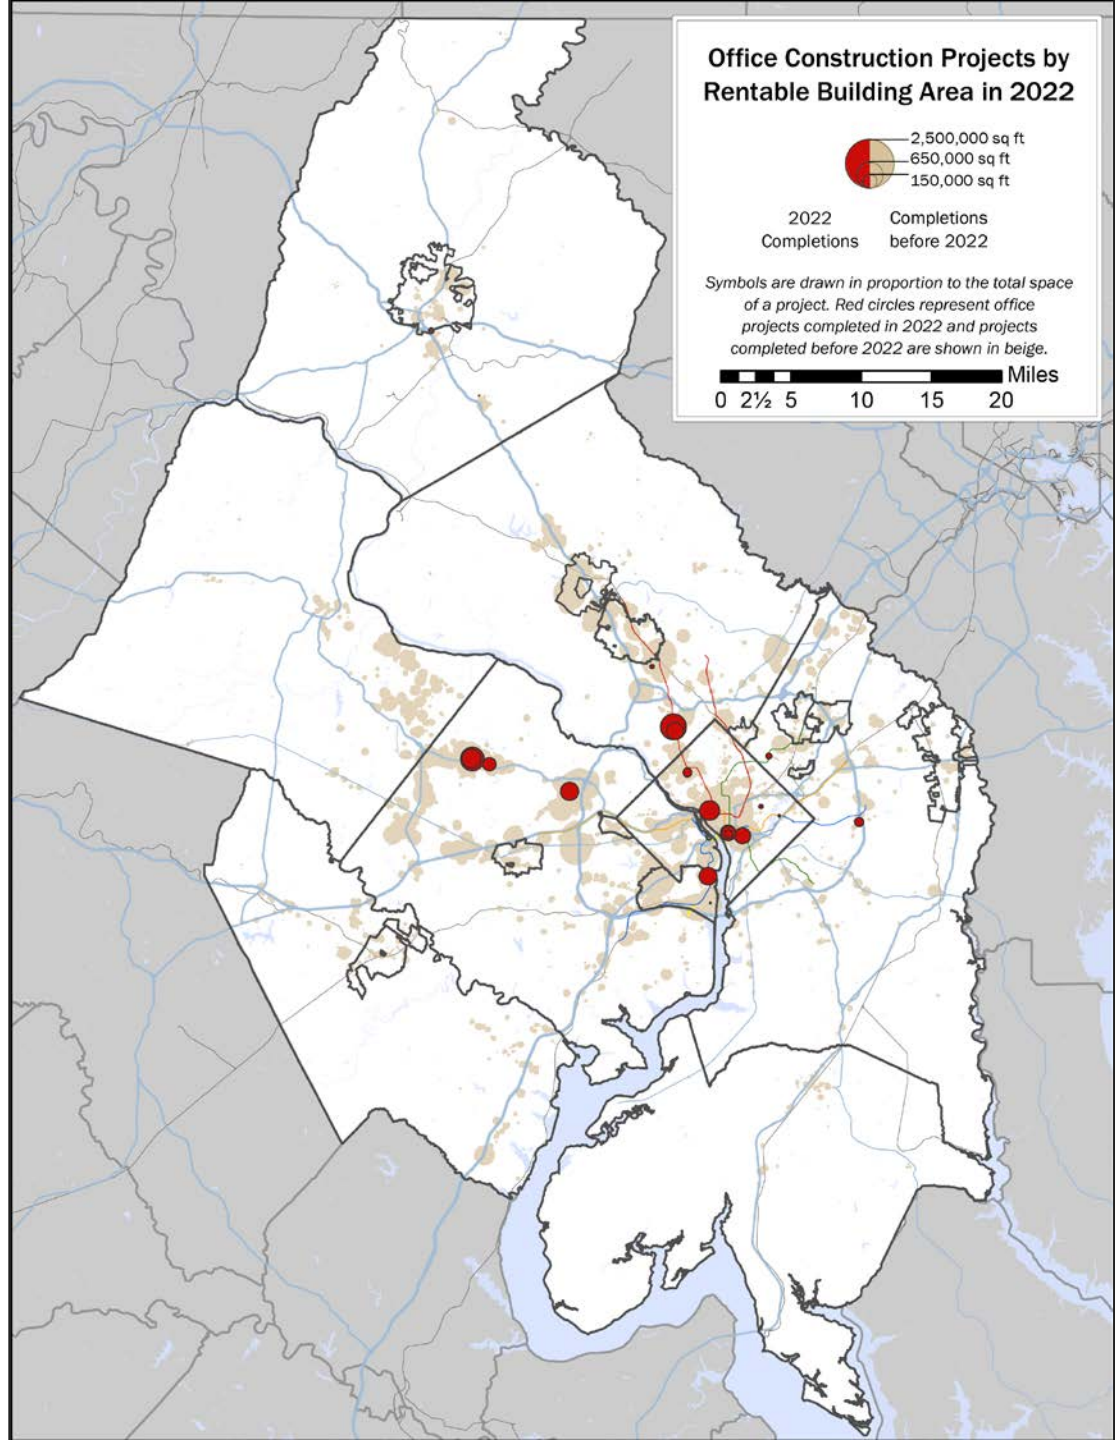 Office Construction Projects by
Rentable Building Area in 2022
2,500,000 sq ft
650,000 sq ft
150,000 sq ft
2022
Completions
Completions
before 2022
Symbols are drawn in proportion to the total space
of a project. Red circles represent office
projects completed in 2022 and projects
completed before 2022 are shown in beige.
Miles
0 2½ 5 10 15 20